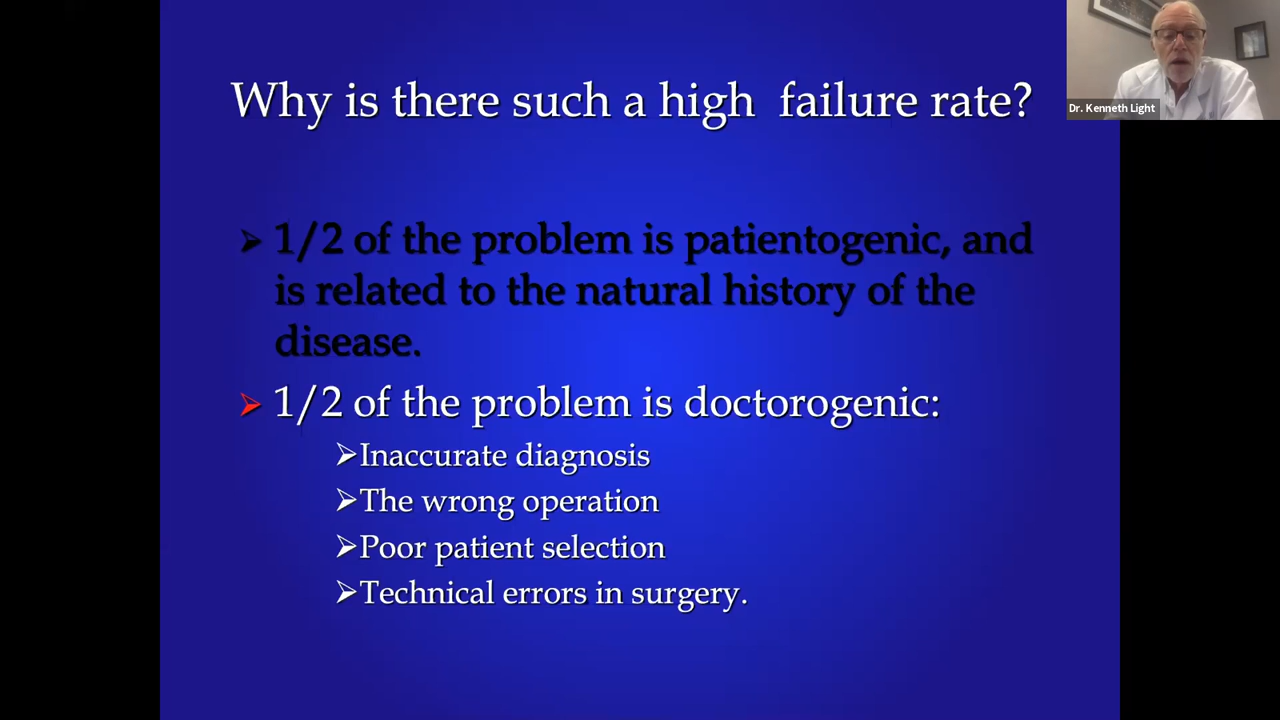 Why is there such a high failure rate?
Dr. Kenneth Light
➢ 1/2 of the problem is patientogenic, and
is related to the natural history of the
disease.
➢ 1/2 of the problem is doctorogenic:
➢Inaccurate diagnosis
➢The wrong operation
➢Poor patient selection
➢Technical errors in surgery.